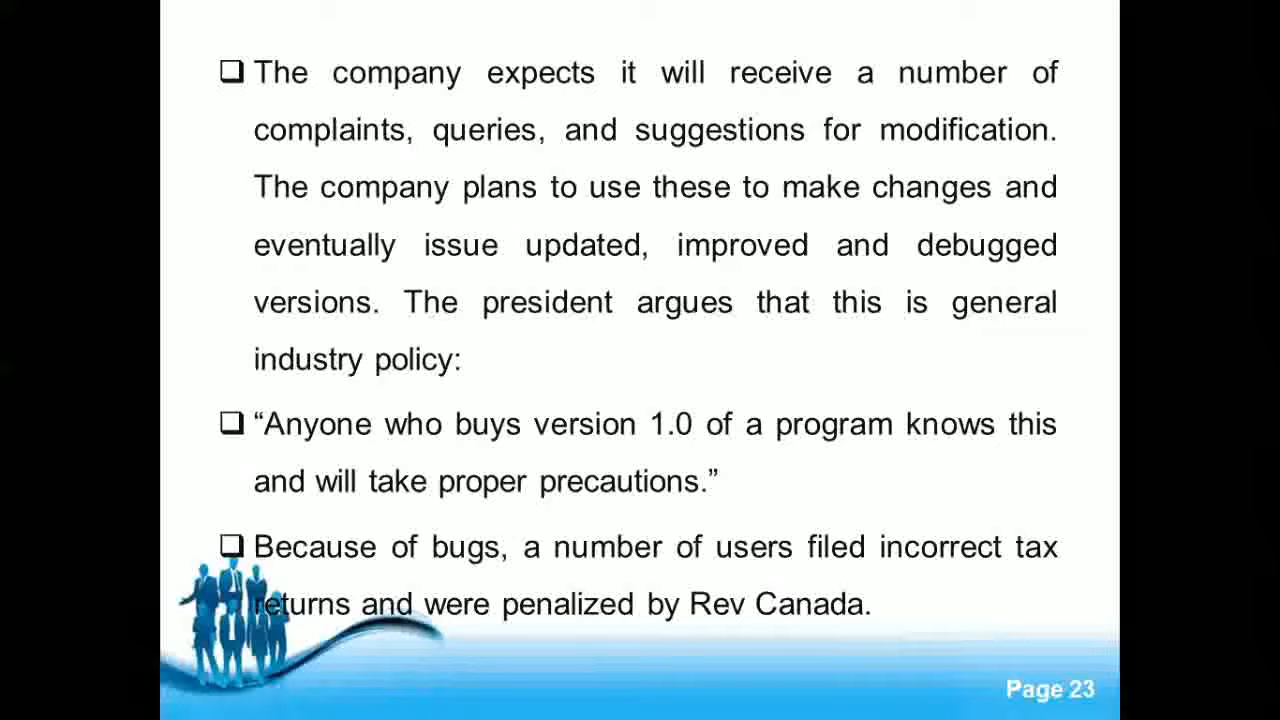 The company expects it will receive a number of
complaints, queries, and suggestions for modification.
The company plans to use these to make changes and
eventually issue updated, improved and debugged
versions. The president argues that this is general
industry policy:
“Anyone who buys version 1.0 of a program knows this
and will take proper precautions.”
Because of bugs, a number of users filed incorrect tax
returns and were penalized by Rev Canada.
Page 23